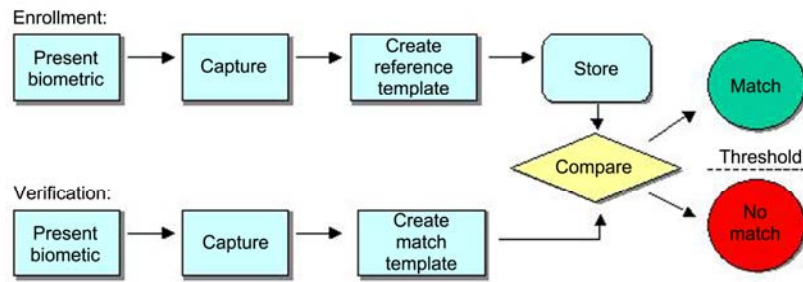 Enrollment:
Present
biometric
Capture
Create
reference
template
Store
Match
Compare
Threshold
Verification:
Present
biometic
Capture
Create
match
template
No
match